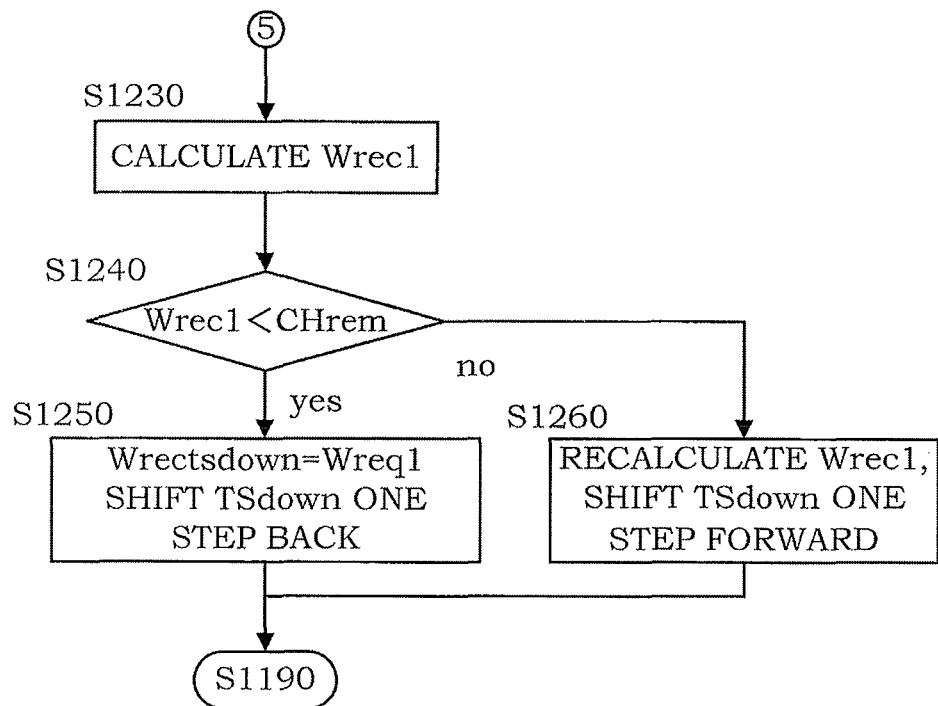 5
S1230
CALCULATE Wrec1
S1240
Wrec1<CHrem
no
yes
S1250
Wrectsdown=Wreq1
SHIFT TSdown ONE
STEP BACK
S1260
RECALCULATE Wrec1,
SHIFT TSdown ONE
STEP FORWARD
S1190